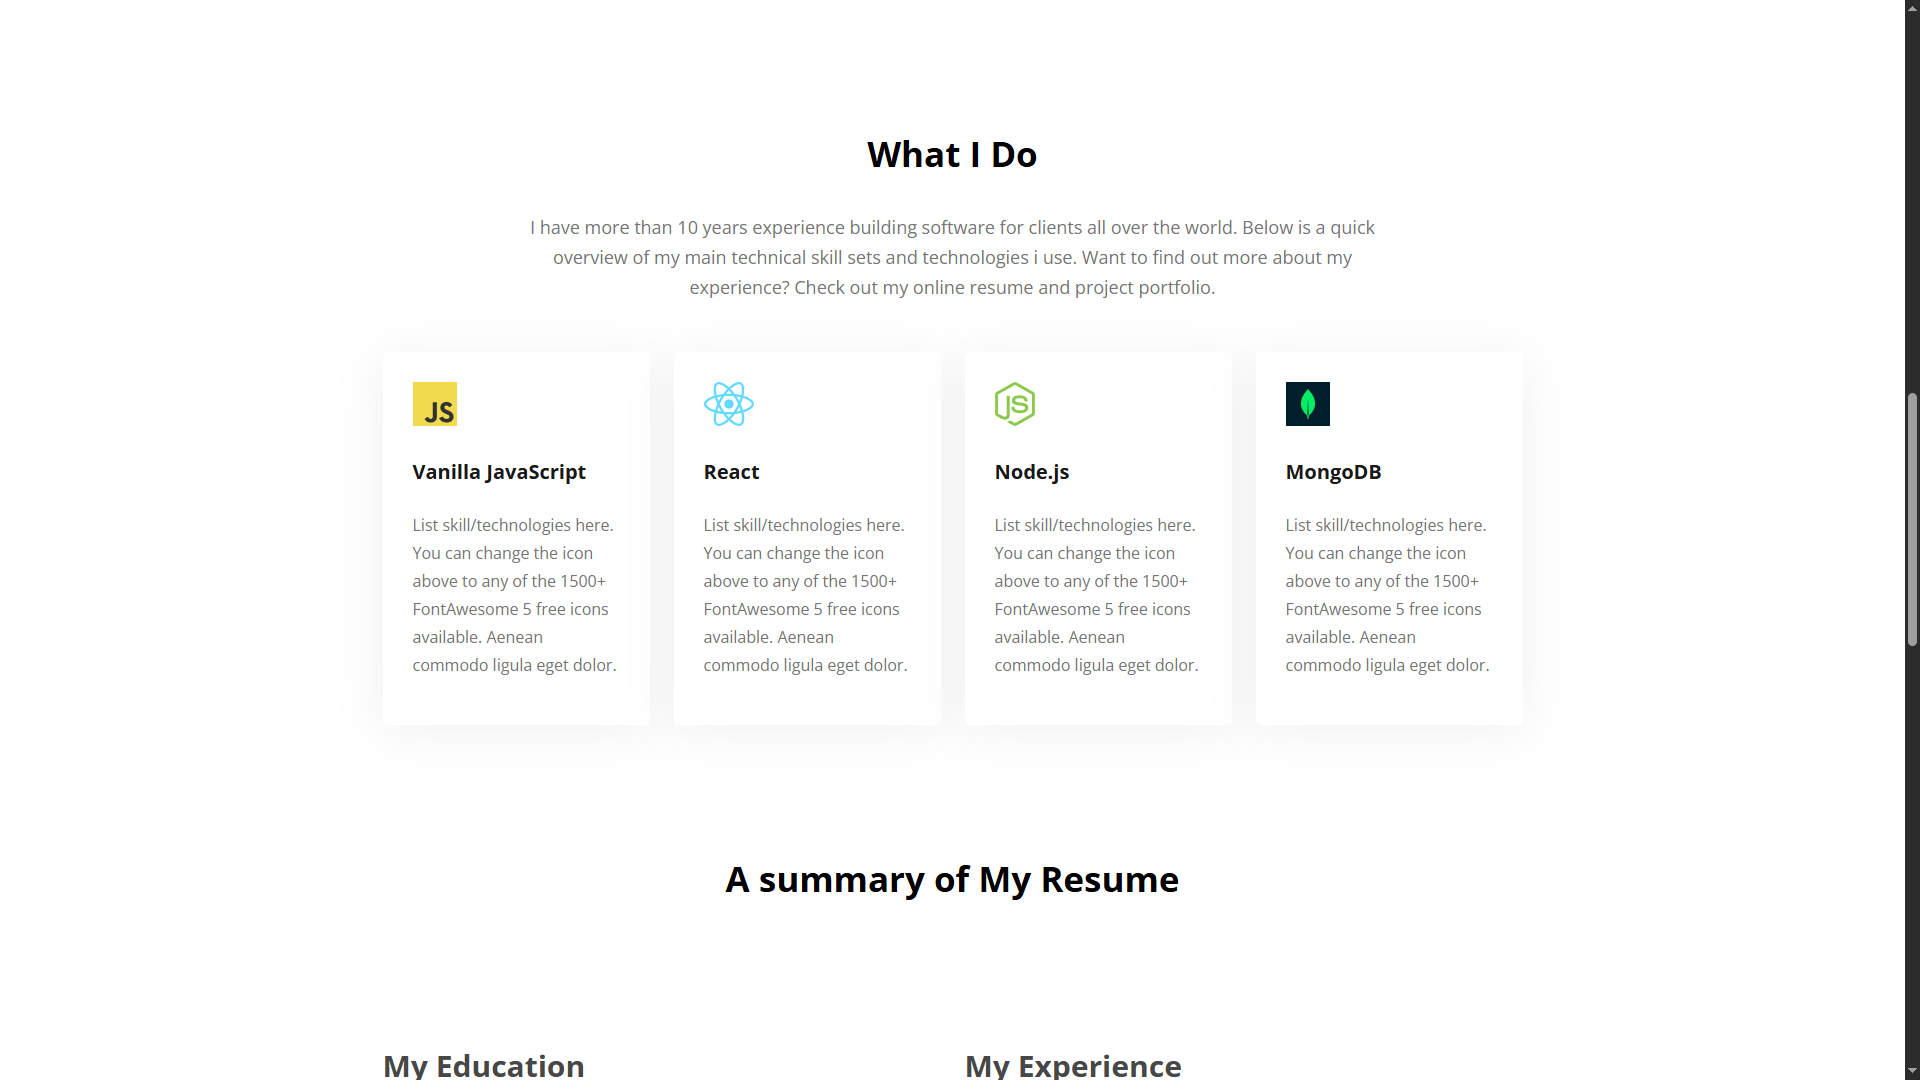 What I Do
I have more than 10 years experience building software for clients all over the world. Below is a quick
overview of my main technical skill sets and technologies i use. Want to find out more about my
experience? Check out my online resume and project portfolio.
JS
Vanilla JavaScript
List skill/technologies here.
You can change the icon
above to any of the 1500+
FontAwesome 5 free icons
available. Aenean
commodo ligula eget dolor.
React
List skill/technologies here.
You can change the icon
above to any of the 1500+
FontAwesome 5 free icons
available. Aenean
commodo ligula eget dolor.
JS
Node.js
List skill/technologies here.
You can change the icon
above to any of the 1500+
FontAwesome 5 free icons
available. Aenean
commodo ligula eget dolor.
MongoDB
List skill/technologies here.
You can change the icon
above to any of the 1500+
FontAwesome 5 free icons
available. Aenean
commodo ligula eget dolor.
A summary of My Resume
My Education
My Experience